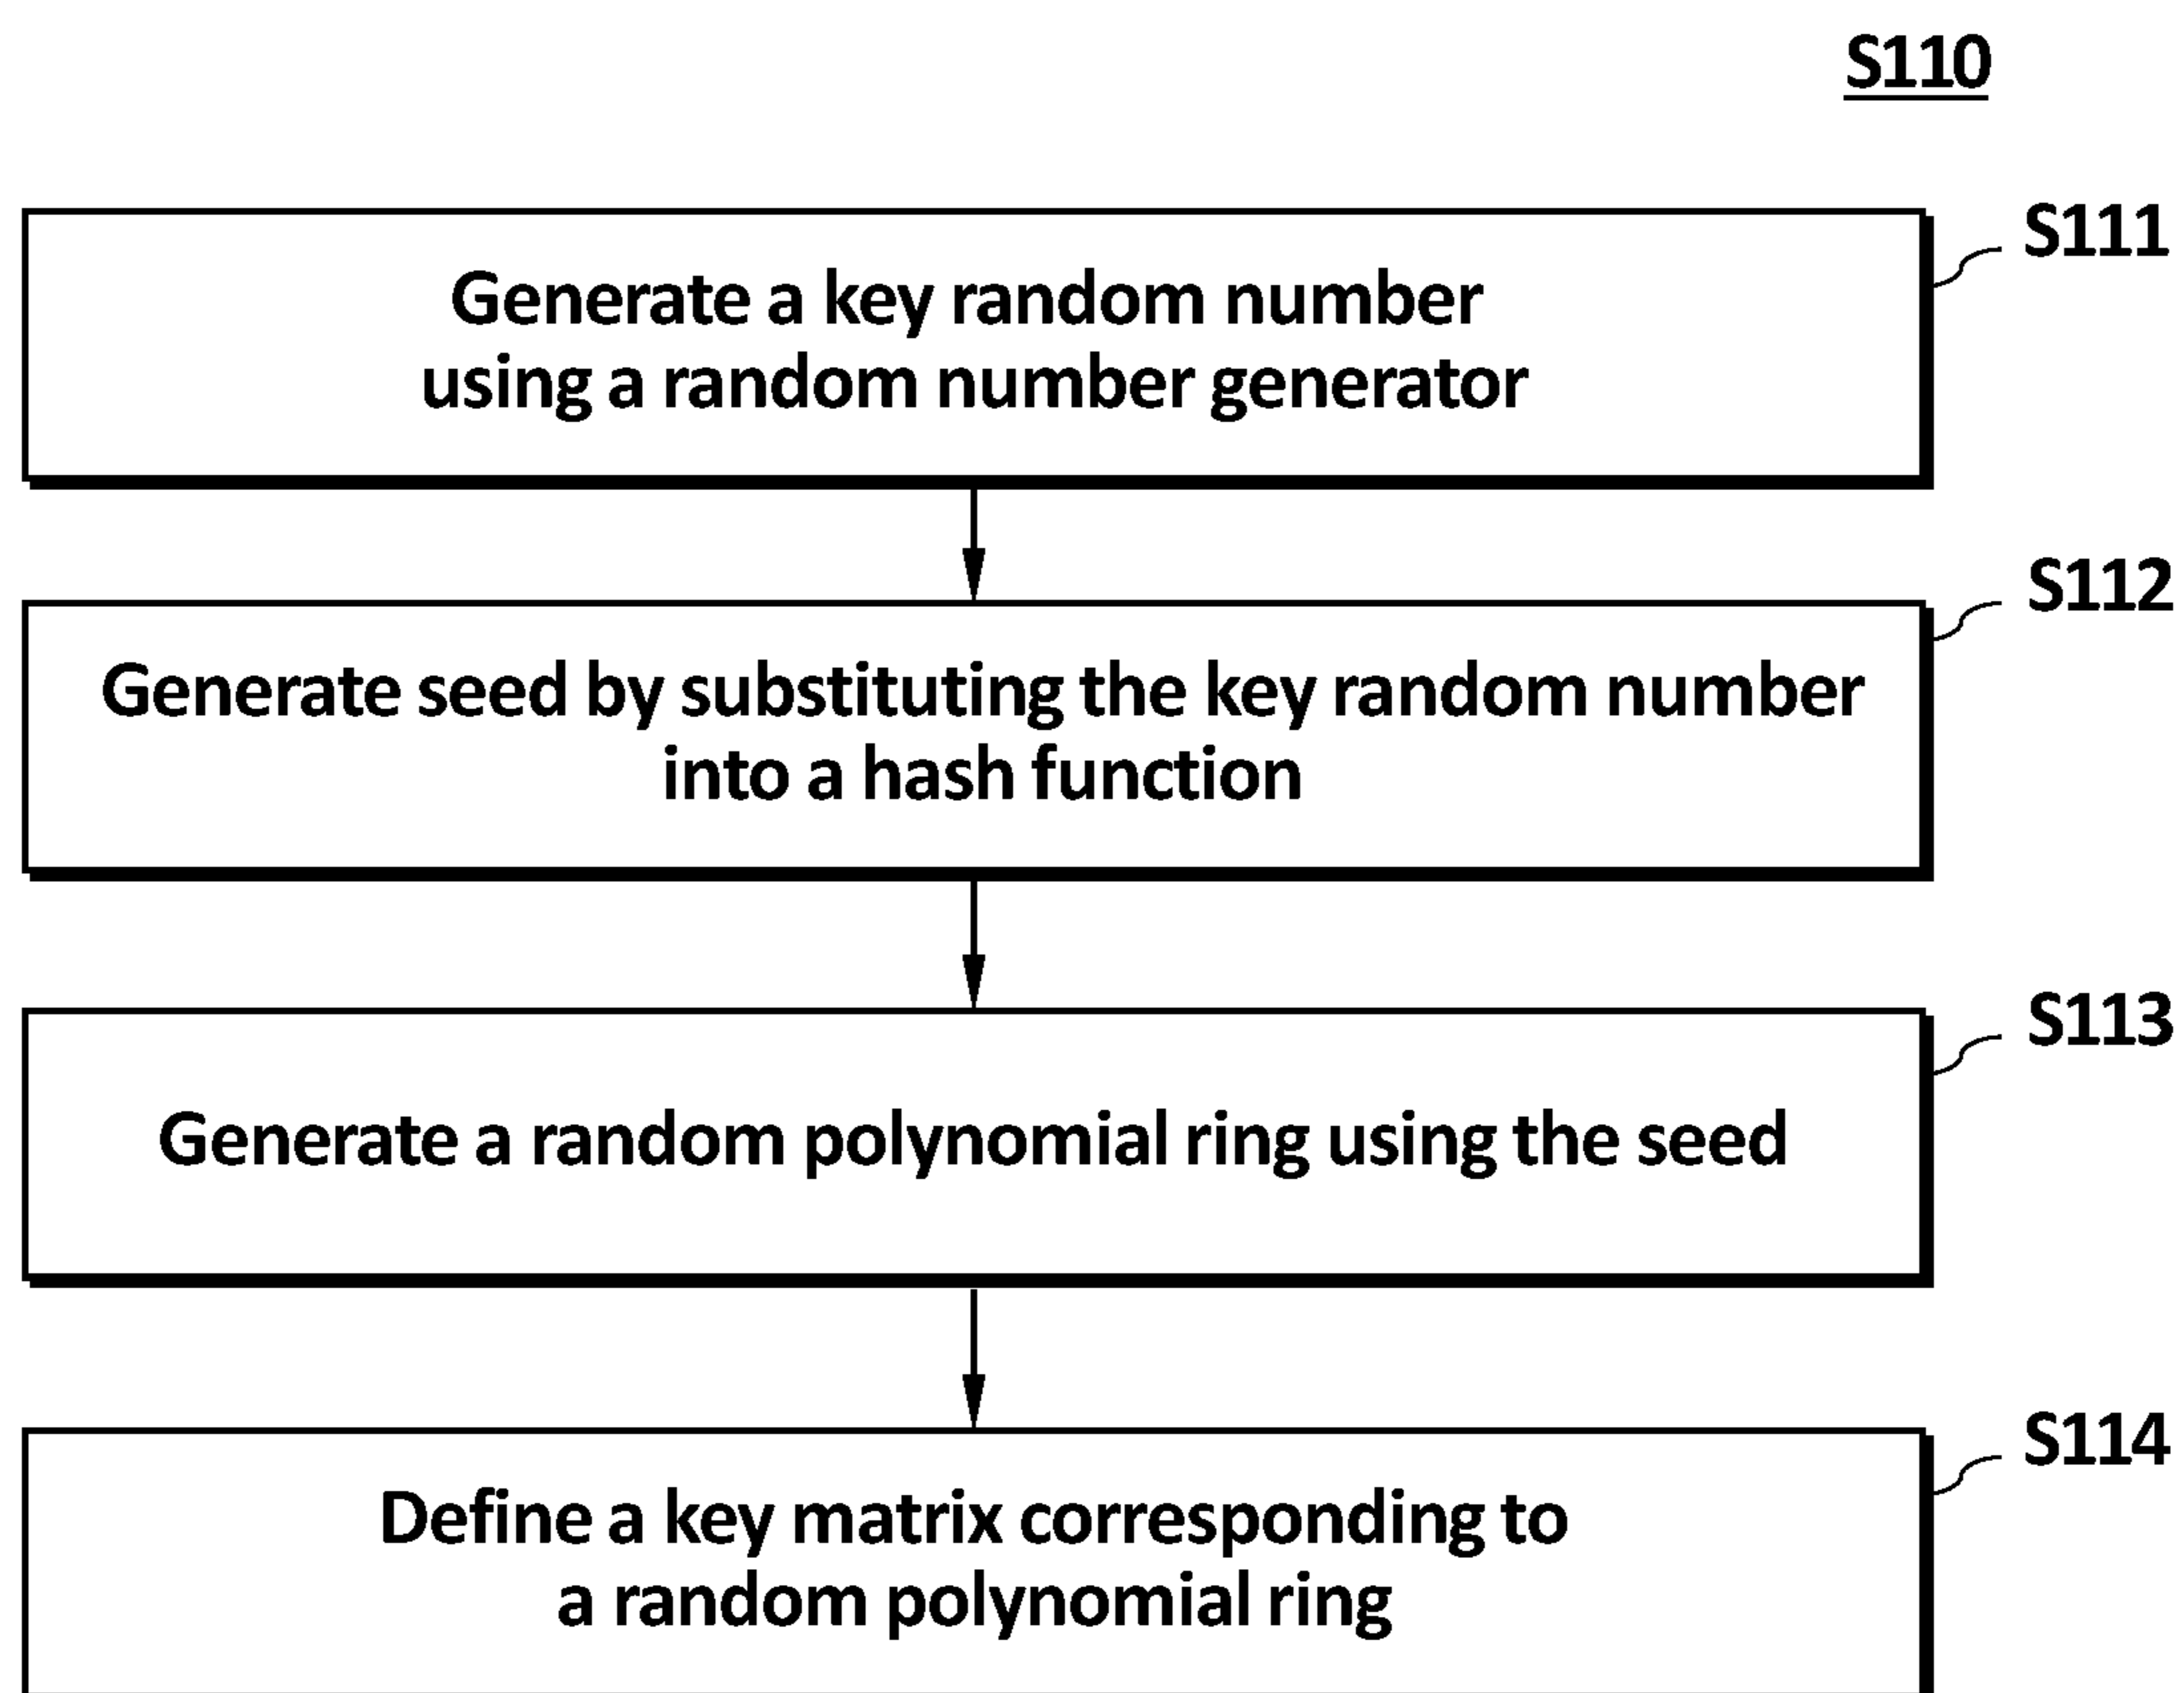 S110
S111
Generate a key random number
using a random number generator
S112
Generate seed by substituting the key random number
into a hash function
S113
Generate a random polynomial ring using the seed
S114
Define a key matrix corresponding to
a random polynomial ring